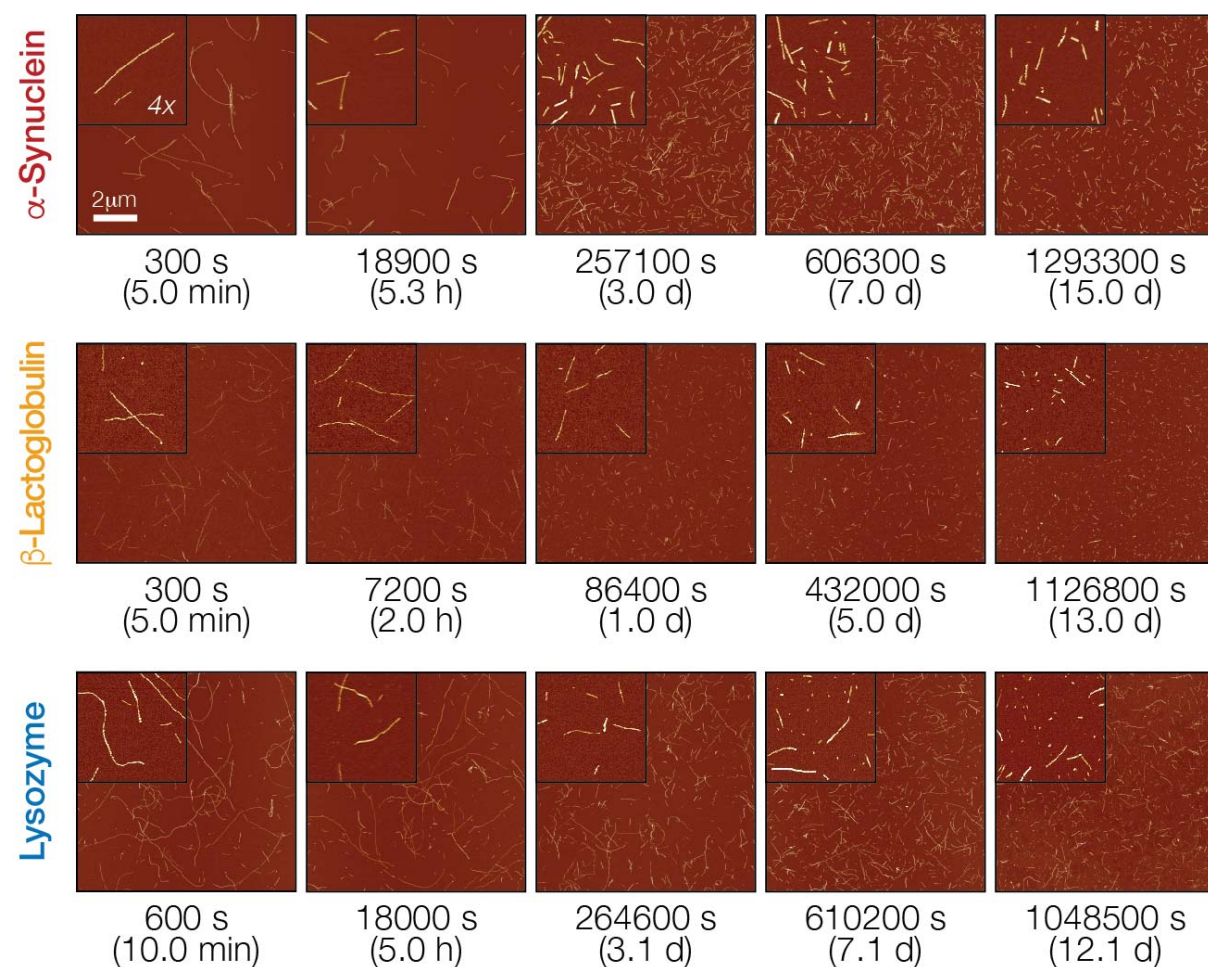 α-Synuclein
4x
2μm
300 s
(5.0 min)
18900 s
(5.3 h)
257100 s
(3.0 d)
606300 s
(7.0 d)
1293300 s
(15.0 d)
β-Lactoglobulin
300 s
(5.0 min)
7200 s
(2.0 h)
86400 s
(1.0 d)
432000 s
(5.0 d)
1126800 s
(13.0 d)
Lysozyme
600 s
(10.0 min)
18000 s
(5.0 h)
264600 s
(3.1 d)
610200 s
(7.1 d)
1048500 s
(12.1 d)